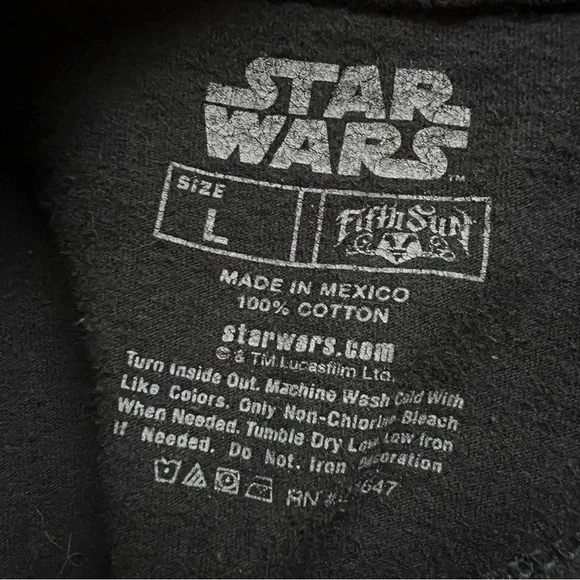 STAR
WARS
™
SIZE
L
Fifth Sun
MADE IN MEXICO
100% COTTON
starwars.com
© & TM Lucasfilm Ltd.
Turn Inside Out. Machine Wash Cold With
Like Colors. Only Non-Chlorine Bleach
When Needed. Tumble Dry Low. Low Iron
If Needed. Do Not. Iron Decoration
RN #